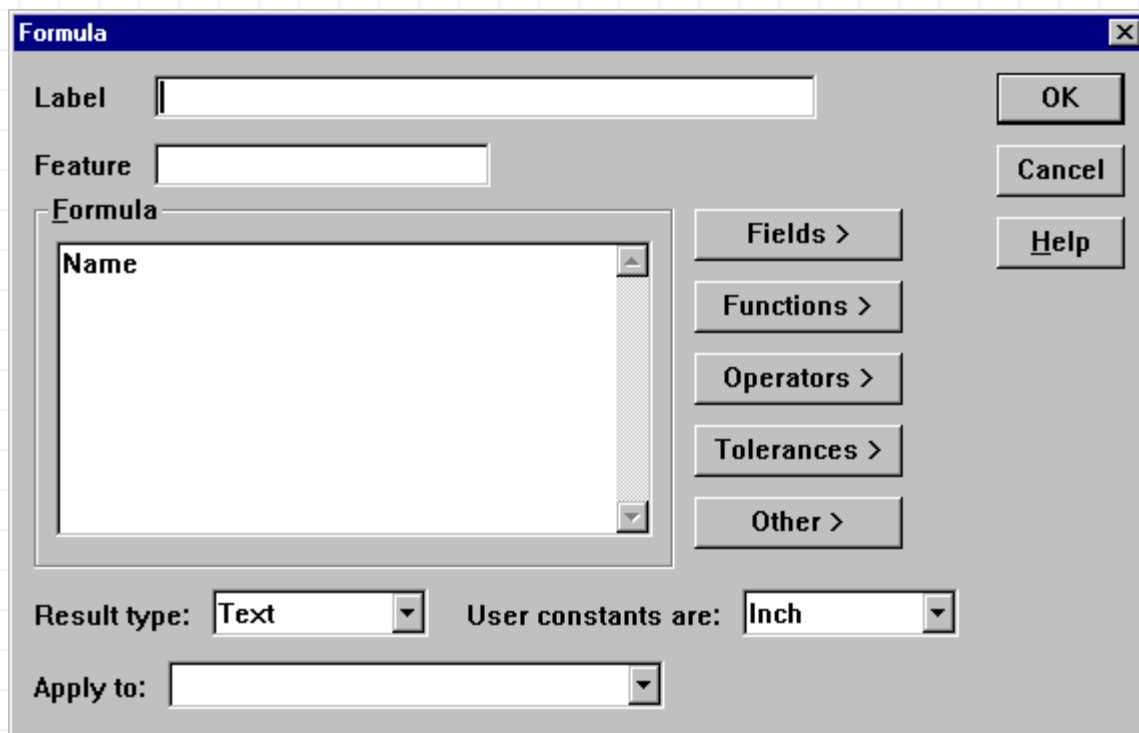 Formula
Label
OK
Feature
Cancel
Formula
Name
Fields >
Help
Functions >
Operators >
Tolerances >
Other >
Result type: Text User constants are: Inch
Apply to: